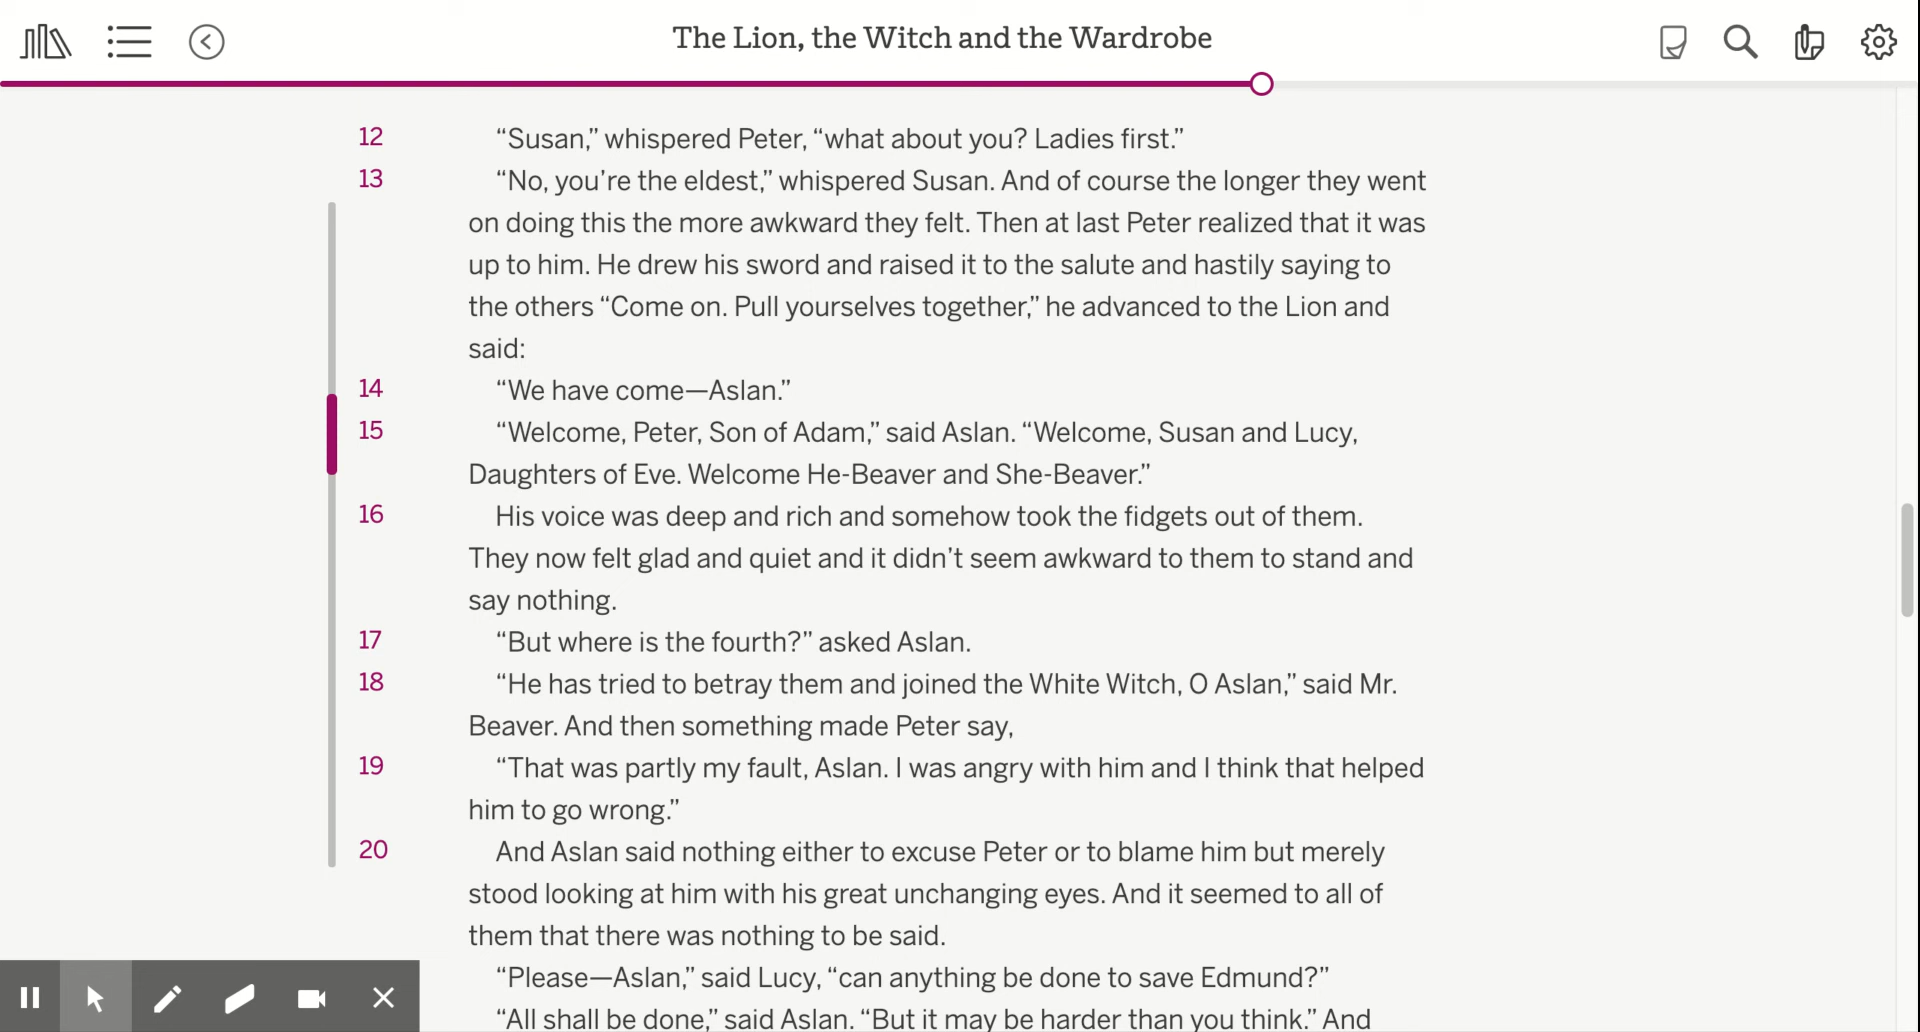 The Lion, the Witch and the Wardrobe
12 “Susan,” whispered Peter, “what about you? Ladies first.”
13 “No, you’re the eldest,” whispered Susan. And of course the longer they went
on doing this the more awkward they felt. Then at last Peter realized that it was
up to him. He drew his sword and raised it to the salute and hastily saying to
the others “Come on. Pull yourselves together,” he advanced to the Lion and
said:
14 “We have come—Aslan.”
15 “Welcome, Peter, Son of Adam,” said Aslan. “Welcome, Susan and Lucy,
Daughters of Eve. Welcome He-Beaver and She-Beaver.”
16 His voice was deep and rich and somehow took the fidgets out of them.
They now felt glad and quiet and it didn’t seem awkward to them to stand and
say nothing.
17 “But where is the fourth?” asked Aslan.
18 “He has tried to betray them and joined the White Witch, O Aslan,” said Mr.
Beaver. And then something made Peter say,
19 “That was partly my fault, Aslan. I was angry with him and I think that helped
him to go wrong.”
20 And Aslan said nothing either to excuse Peter or to blame him but merely
stood looking at him with his great unchanging eyes. And it seemed to all of
them that there was nothing to be said.
“Please—Aslan,” said Lucy, “can anything be done to save Edmund?”
“All shall be done,” said Aslan. “But it may be harder than you think.” And